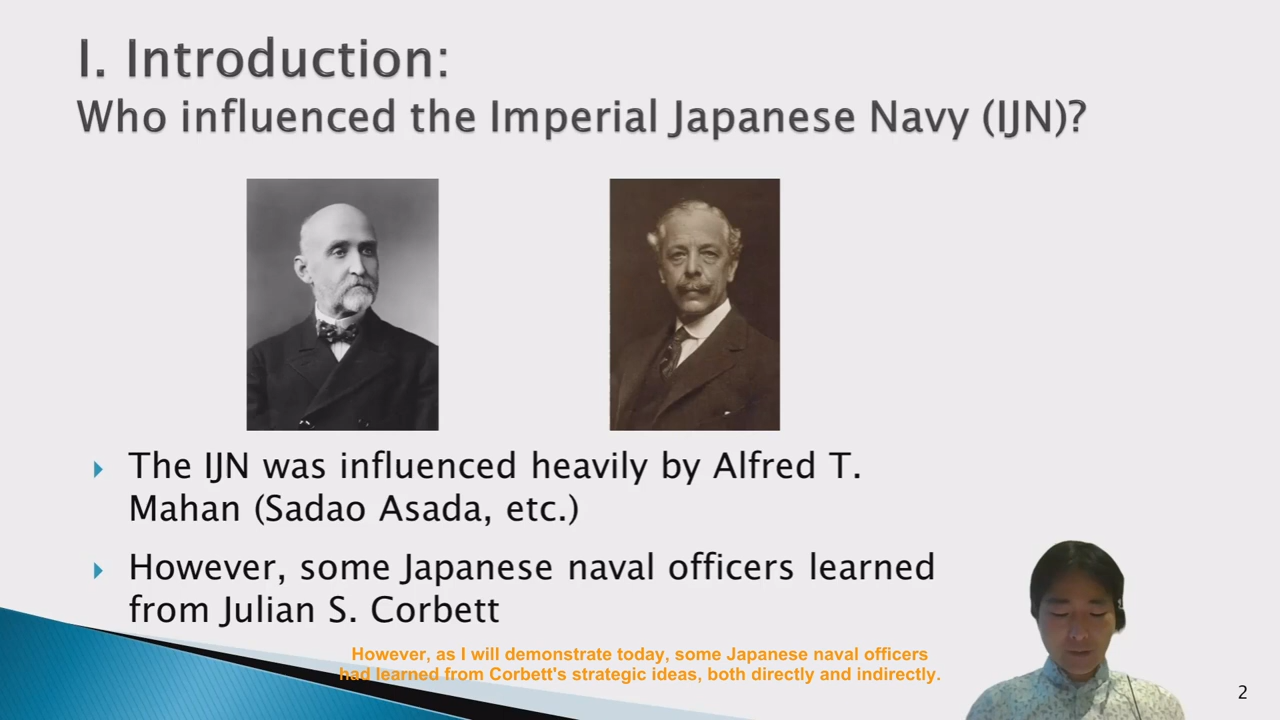 I. Introduction:
Who influenced the Imperial Japanese Navy (IJN)?
The IJN was influenced heavily by Alfred T.
Mahan (Sadao Asada, etc.)
However, some Japanese naval officers learned
from Julian S. Corbett
However, as I will demonstrate today, some Japanese naval officers
had learned from Corbett's strategic ideas, both directly and indirectly.
2